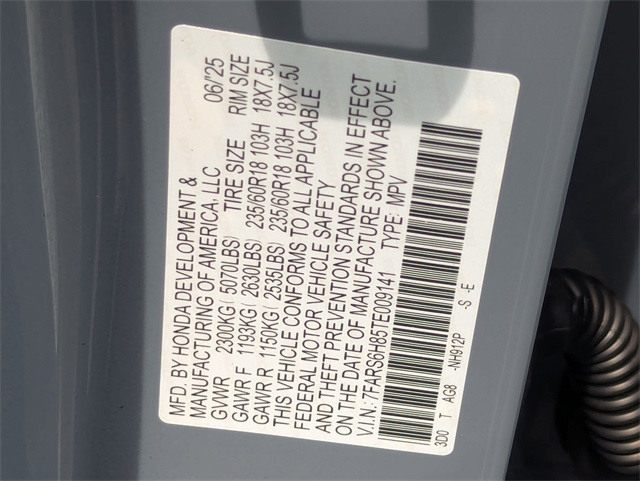 MFD. BY HONDA DEVELOPMENT &
MANUFACTURING OF AMERICA, LLC 06/'25
GVWR 2300KG( 5070LBS) TIRE SIZE RIM SIZE
GAWR F 1193KG( 2630LBS) 235/60R18 103H 18X7.5J
GAWR R 1150KG( 2535LBS) 235/60R18 103H 18X7.5J
THIS VEHICLE CONFORMS TO ALL APPLICABLE
FEDERAL MOTOR VEHICLE SAFETY
AND THEFT PREVENTION STANDARDS IN EFFECT
ON THE DATE OF MANUFACTURE SHOWN ABOVE.
V.I.N: 7FARS6H85TE009141 TYPE: MPV
3D0 T AG8 -NH912P -S -E